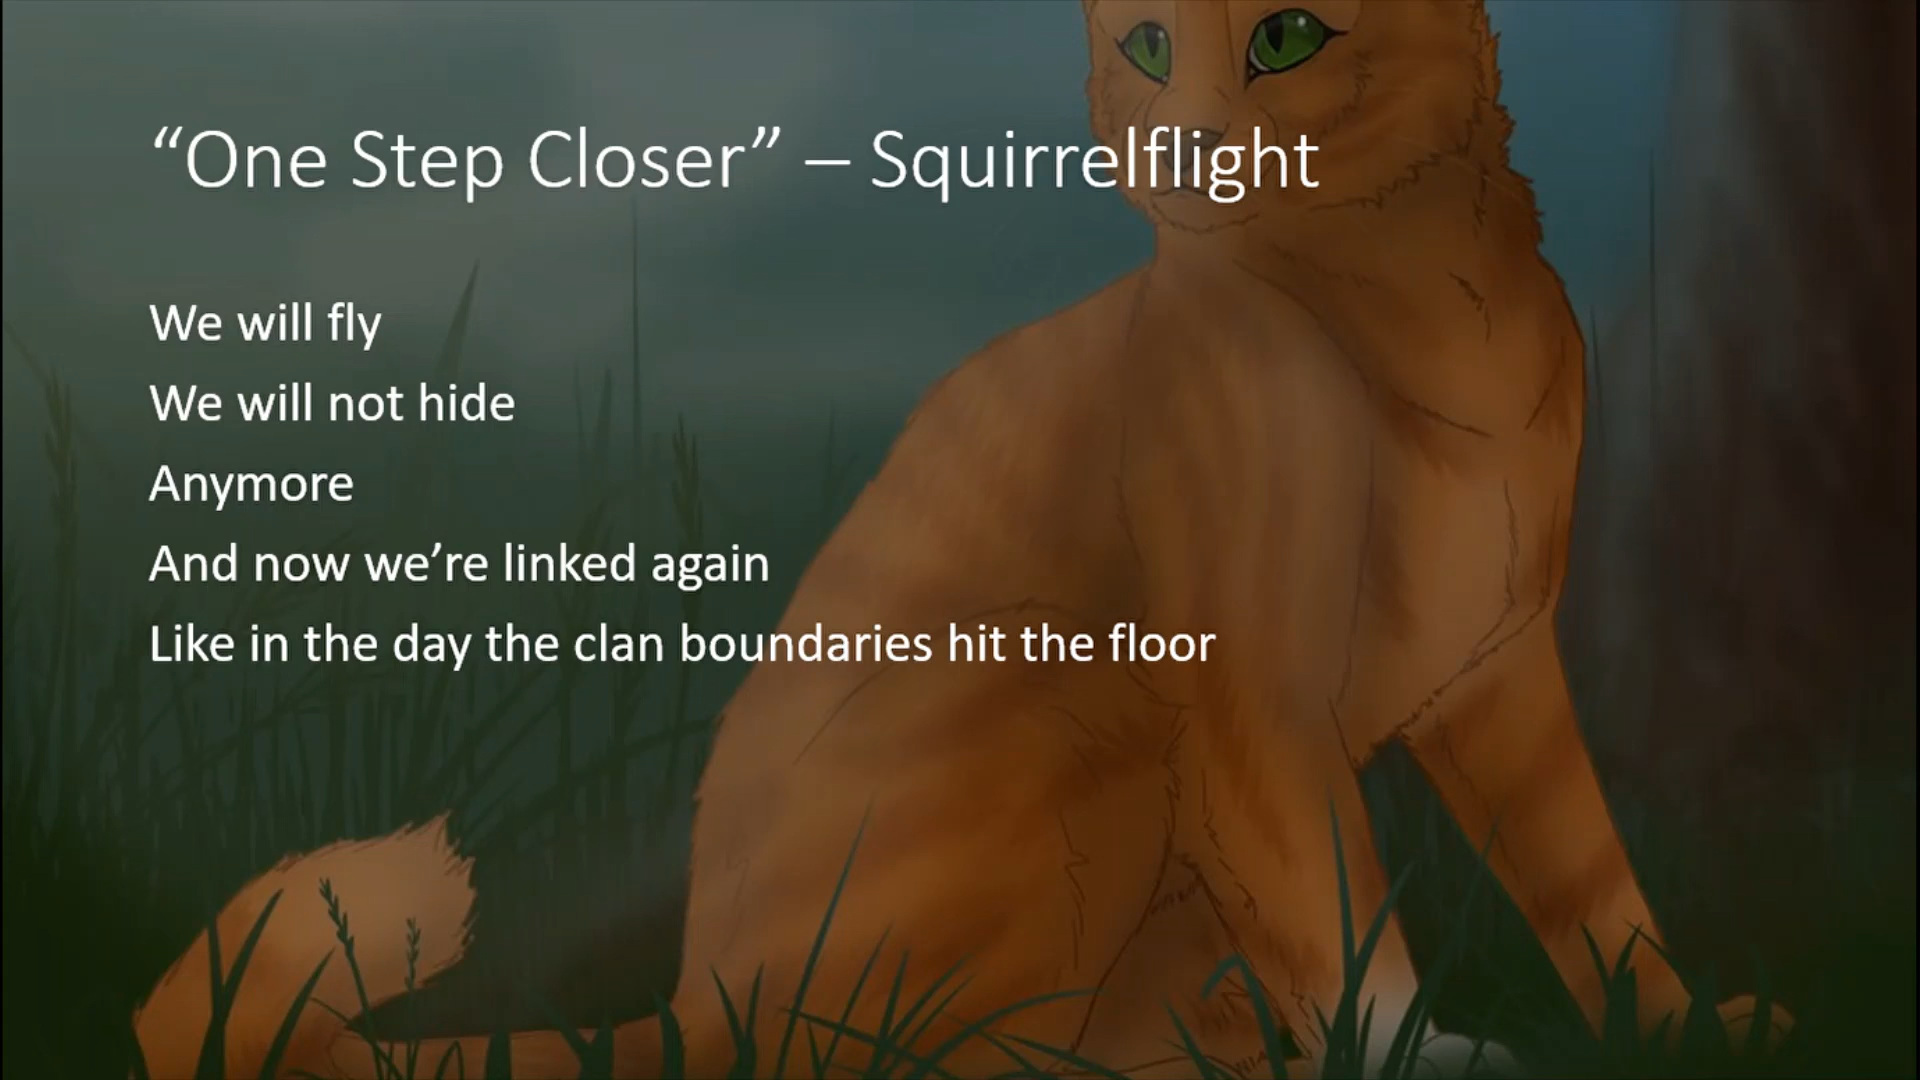 “One Step Closer” – Squirrelflight
We will fly
We will not hide
Anymore
And now we’re linked again
Like in the day the clan boundaries hit the floor